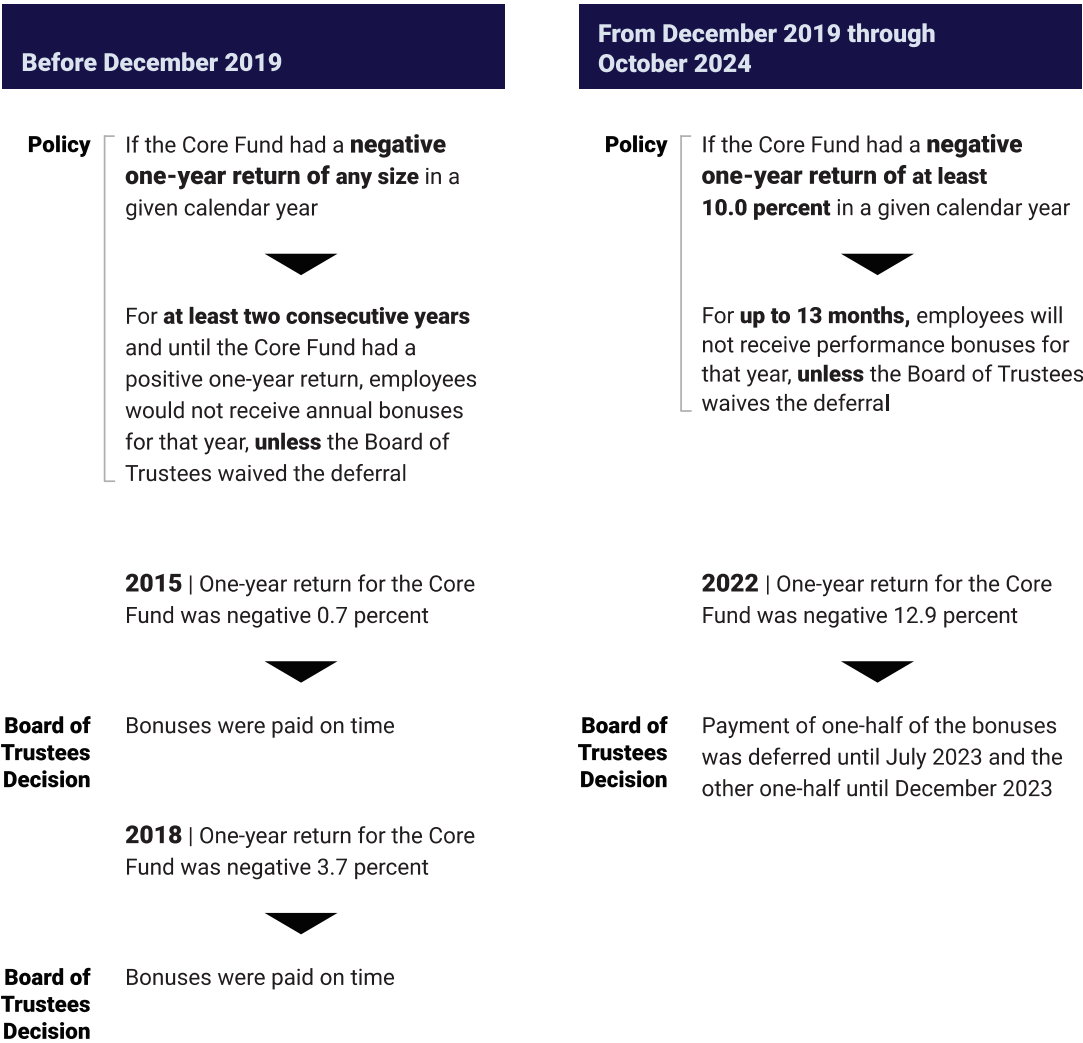 Before December 2019
Policy
If the Core Fund had a negative
one-year return of any size in a
given calendar year
For at least two consecutive years
and until the Core Fund had a
positive one-year return, employees
would not receive annual bonuses
for that year, unless the Board of
Trustees waived the deferral
2015 | One-year return for the Core
Fund was negative 0.7 percent
Board of
Trustees
Decision
Bonuses were paid on time
2018 | One-year return for the Core
Fund was negative 3.7 percent
Board of
Trustees
Decision
Bonuses were paid on time
From December 2019 through
October 2024
Policy
If the Core Fund had a negative
one-year return of at least
10.0 percent in a given calendar year
For up to 13 months, employees will
not receive performance bonuses for
that year, unless the Board of Trustees
waives the deferral
2022 | One-year return for the Core
Fund was negative 12.9 percent
Board of
Trustees
Decision
Payment of one-half of the bonuses
was deferred until July 2023 and the
other one-half until December 2023